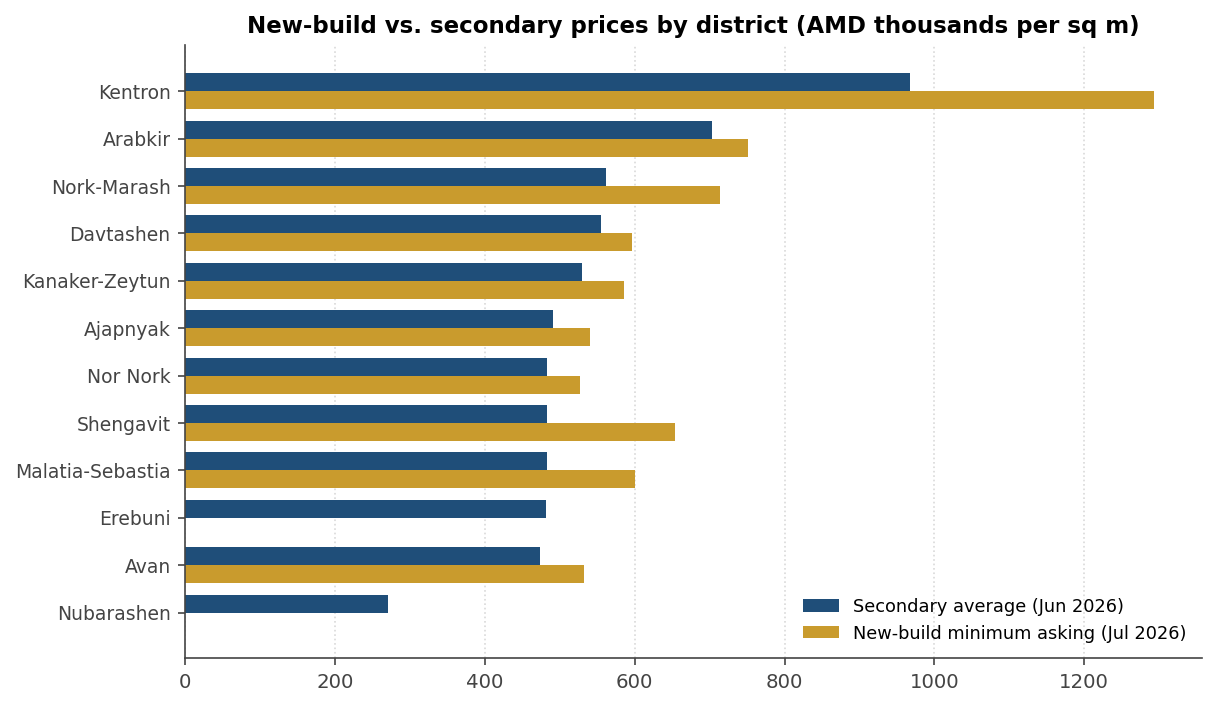 New-build vs. secondary prices by district (AMD thousands per sq m)
Kentron
Arabkir
Nork-Marash
Davtashen
Kanaker-Zeytun
Ajapnyak
Nor Nork
Shengavit
Malatia-Sebastia
Erebuni
Avan
Nubarashen
Secondary average (Jun 2026)
New-build minimum asking (Jul 2026)
0 200 400 600 800 1000 1200